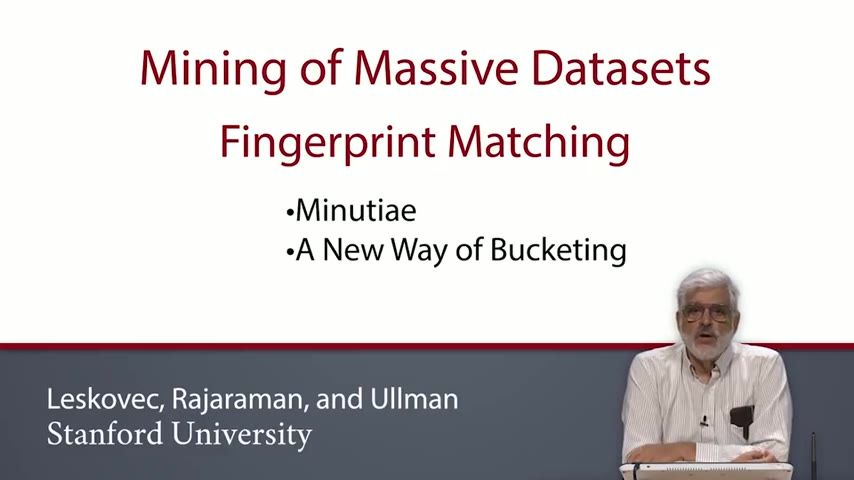 Mining of Massive Datasets
Fingerprint Matching
•Minutiae
•A New Way of Bucketing
Leskovec, Rajaraman, and Ullman
Stanford University